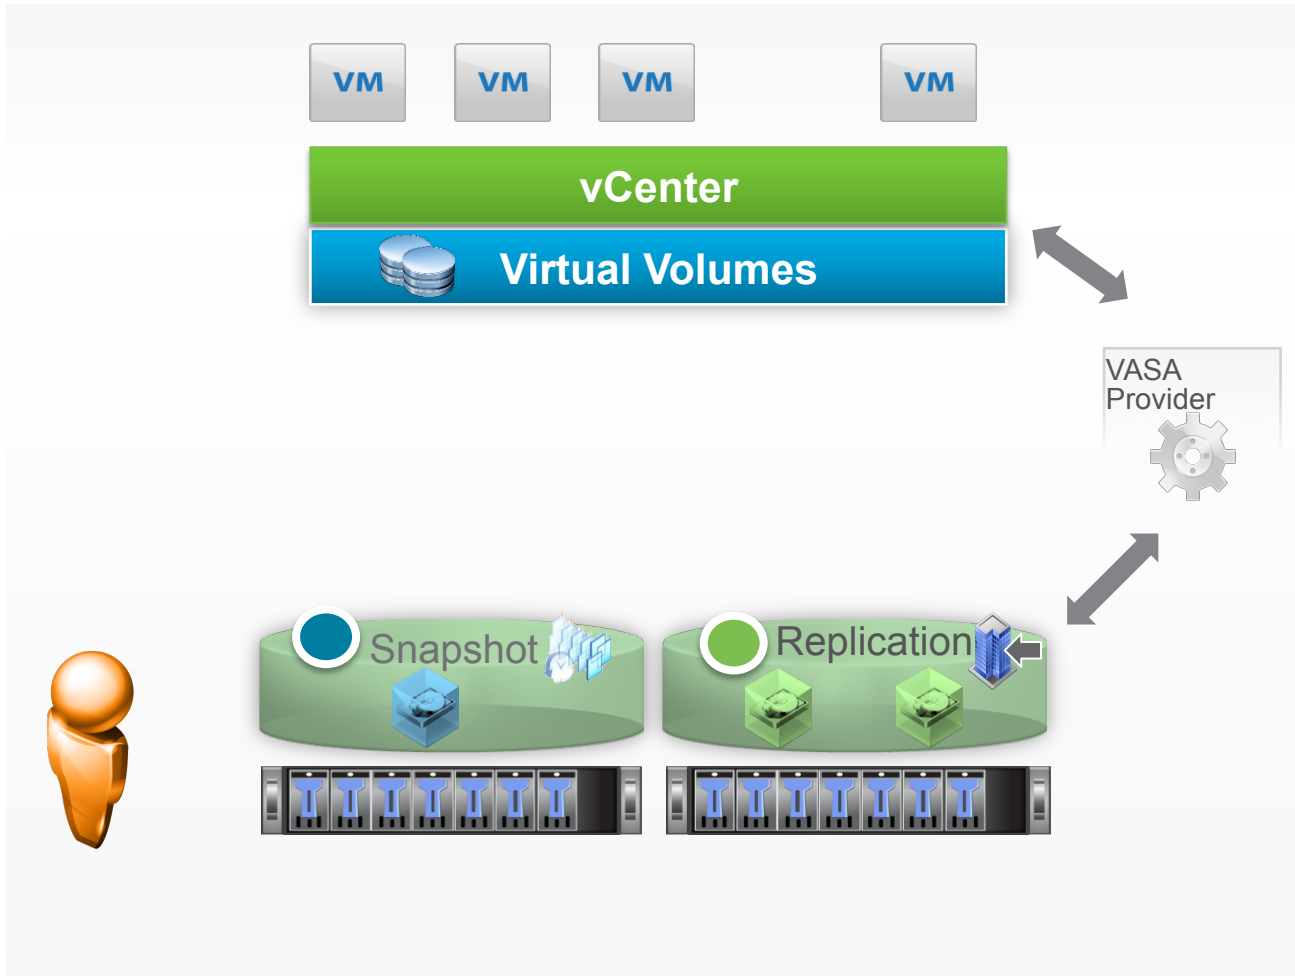 VM
VM
VM
VM
vCenter
Virtual Volumes
VASA
Provider
Snapshot
Replication